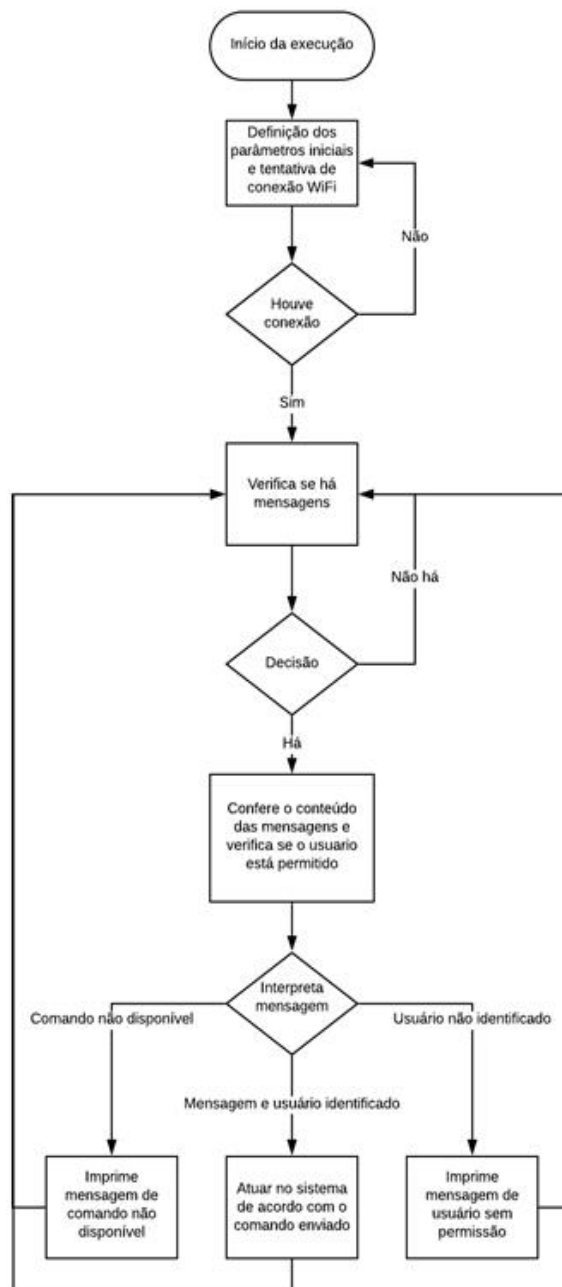 Início da execução
Definição dos
parâmetros iniciais
e tentativa de
conexão WiFi
Não
Houve
conexão
Sim
Verifica se há
mensagens
Não há
Decisão
Há
Confere o conteúdo
das mensagens e
verifica se o usuario
está permitido
Interpreta
mensagem
Comando não disponível
Usuário não identificado
Mensagem e usuário identificado
Imprime
mensagem de
comando não
disponível
Atuar no sistema
de acordo com o
comando enviado
Imprime
mensagem de
usuário sem
permissão